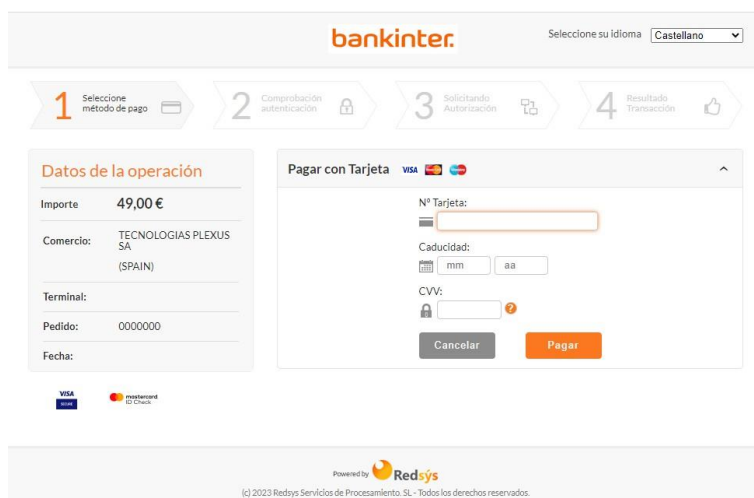 bankinter.
Seleccione su idioma Castellano
1 Seleccione método de pago
2 Comprobación autenticación
3 Solicitando Autorización
4 Resultado Transacción
Datos de la operación
Importe 49,00 €
Comercio: TECNOLOGIAS PLEXUS
SA
(SPAIN)
Terminal:
Pedido: 0000000
Fecha:
VISA
SECURE
mastercard
ID Check
Pagar con Tarjeta VISA
Nº Tarjeta:
Caducidad:
mm aa
CVV:
?
Cancelar Pagar
Powered by Redsýs
(c) 2023 Redsys Servicios de Procesamiento. SL - Todos los derechos reservados.